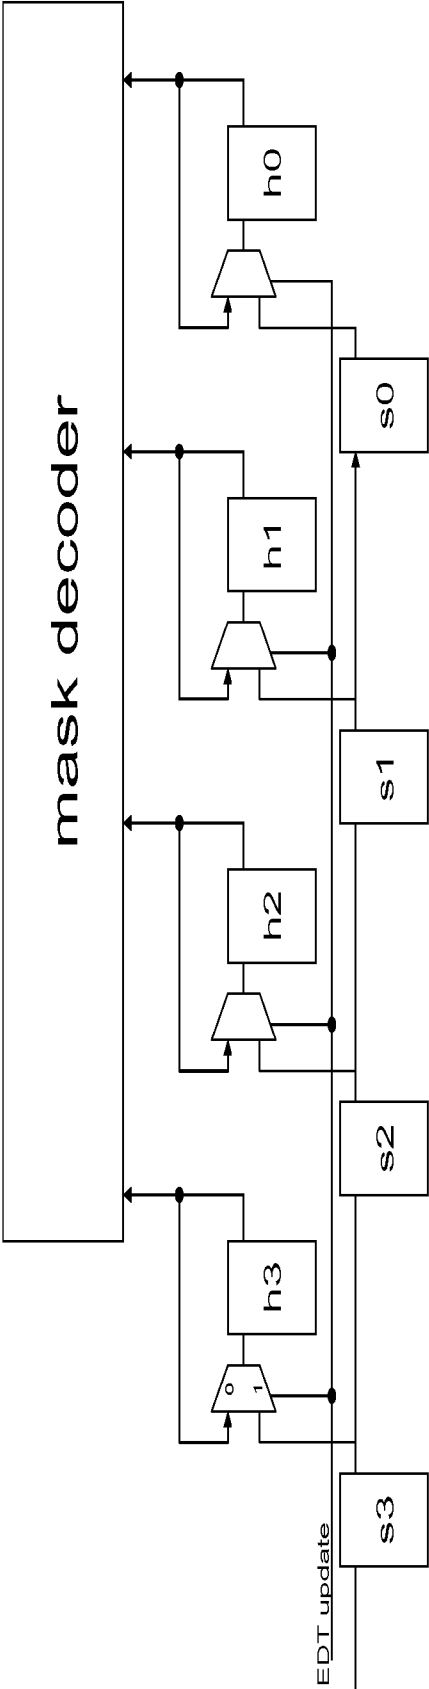 mask decoder
h0
h1
h2
h3
0
1
s0
s1
s2
s3
EDT update